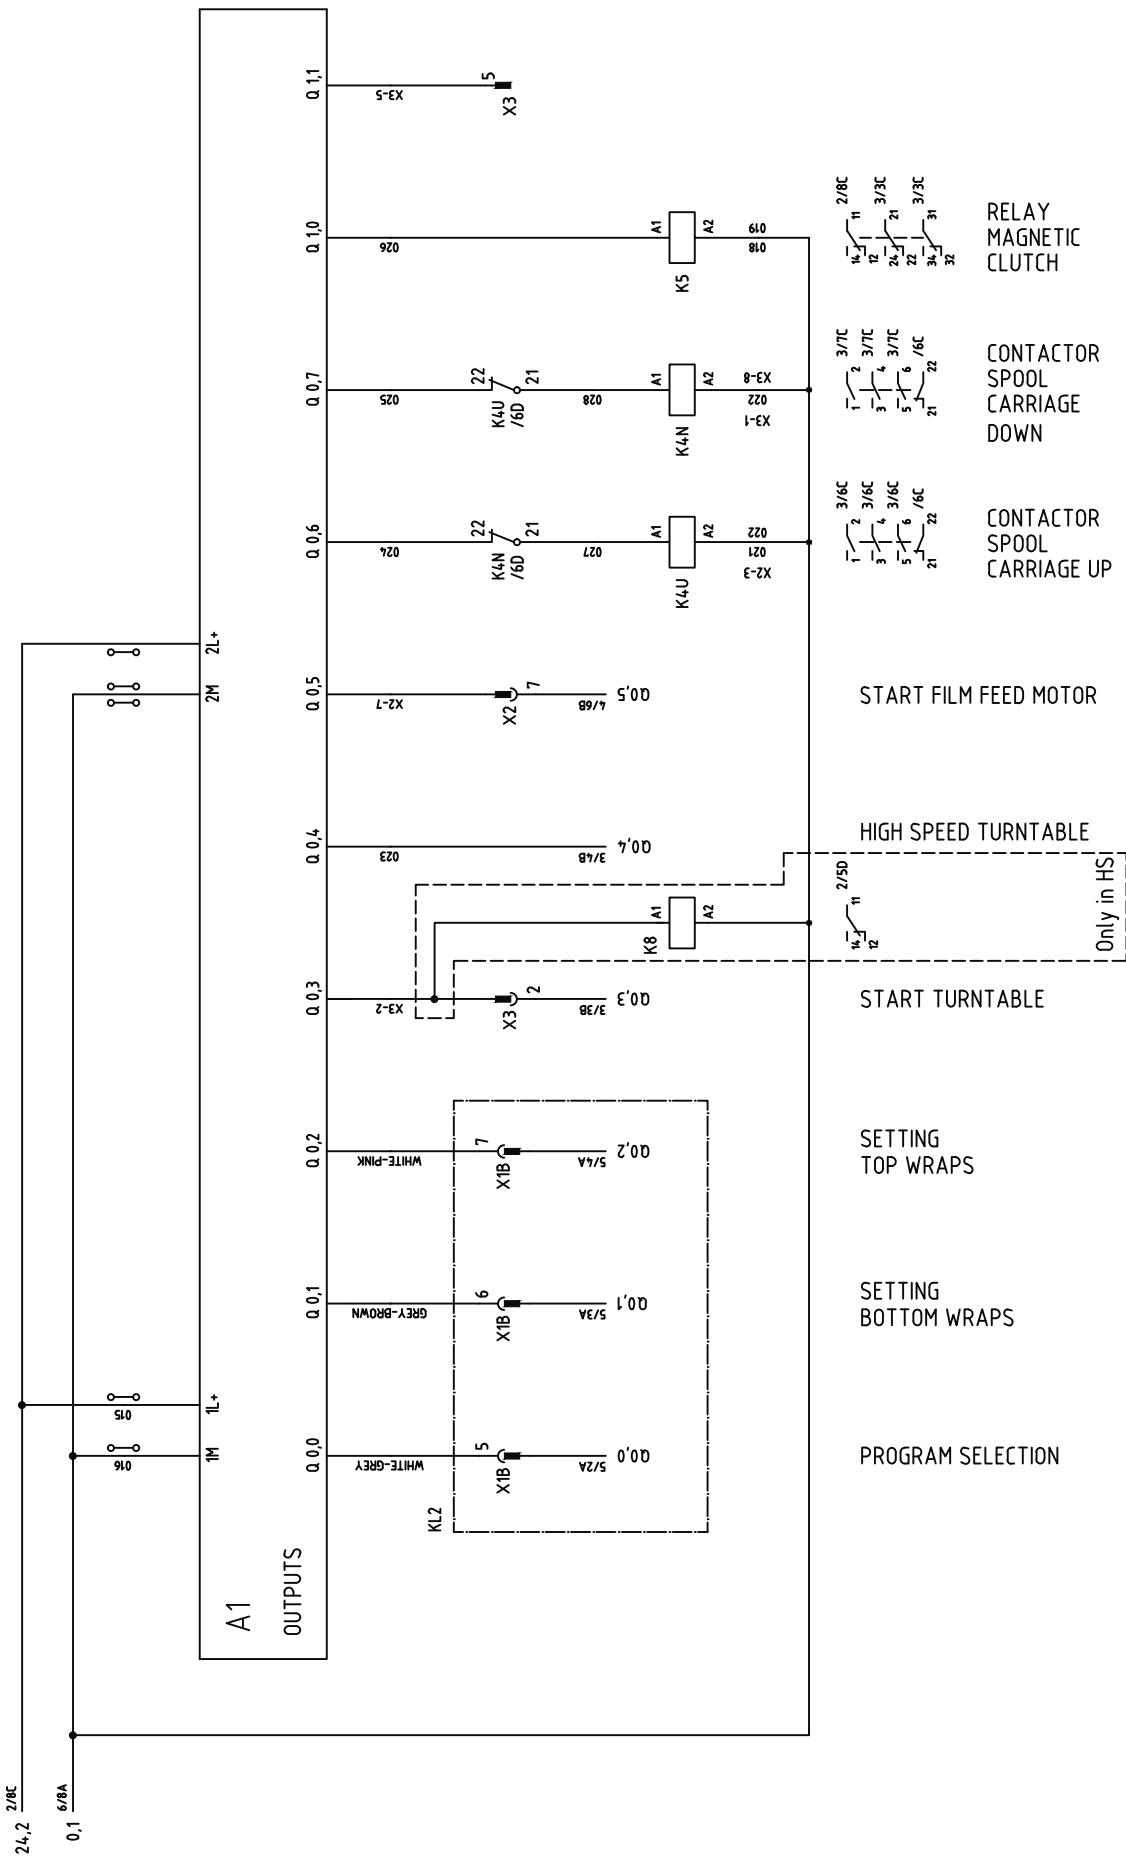 Q 1,1
X3-5
5
X3
Q 1,0
026
A1
A2
K5
019
018
2/8C
3/3C
3/3C
11
21
31
14
12
24
22
34
32
RELAY
MAGNETIC
CLUTCH
Q 0,7
025
22
21
K4U
/6D
028
A1
A2
K4N
X3-8
022
X3-1
3/7C
3/7C
3/7C
/6C
2
4
6
22
1
3
5
21
CONTACTOR
SPOOL
CARRIAGE
DOWN
Q 0,6
024
22
21
K4N
/6D
027
A1
A2
K4U
022
021
X2-3
3/6C
3/6C
3/6C
/6C
2
4
6
22
1
3
5
21
CONTACTOR
SPOOL
CARRIAGE UP
2L+
2M
Q 0,5
X2-7
7
X2
4/6B
Q0,5
START FILM FEED MOTOR
Q 0,4
023
3/4B
Q0,4
HIGH SPEED TURNTABLE
A1
A2
K8
2/5D
11
14
12
Only in HS
Q 0,3
X3-2
2
X3
3/3B
Q0,3
START TURNTABLE
Q 0,2
WHITE-PINK
7
X1B
5/4A
Q0,2
SETTING
TOP WRAPS
Q 0,1
GREY-BROWN
6
X1B
5/3A
Q0,1
SETTING
BOTTOM WRAPS
015
1L+
016
1M
Q 0,0
WHITE-GREY
5
X1B
5/2A
Q0,0
PROGRAM SELECTION
KL2
A1
OUTPUTS
24,2 2/8C
0,1 6/8A